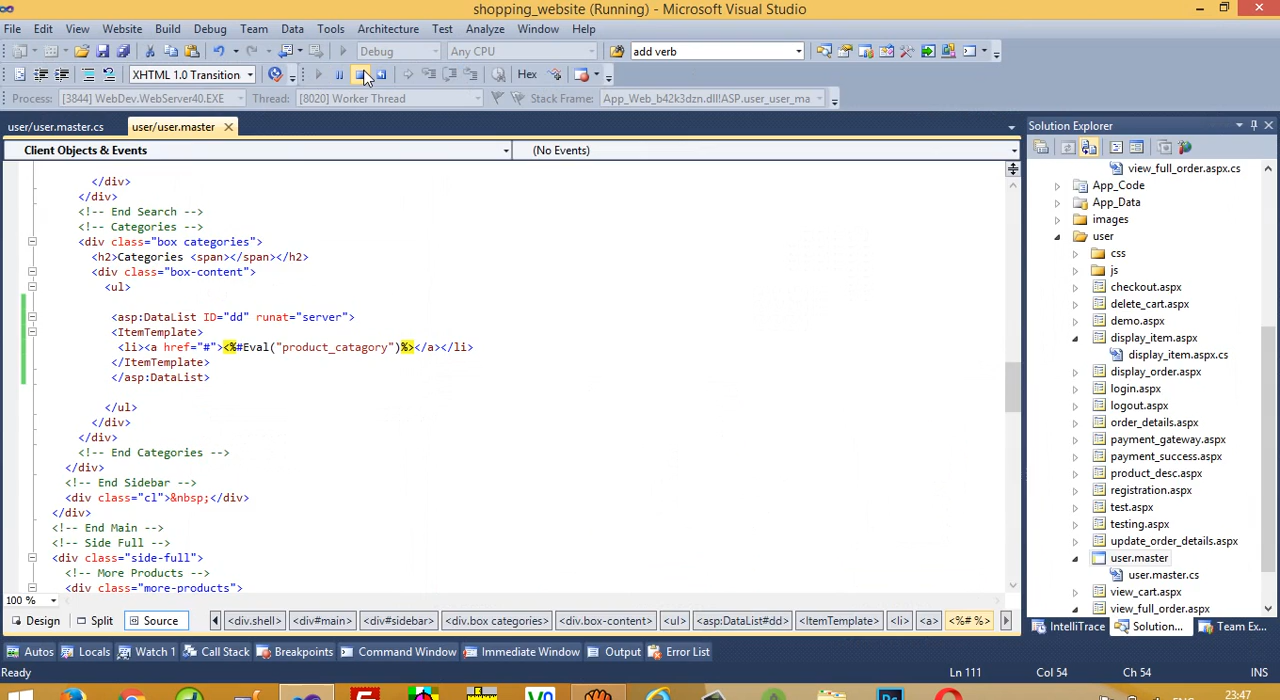 shopping_website (Running) - Microsoft Visual Studio
File Edit View Website Build Debug Team Data Tools Architecture Test Analyze Window Help
Debug Any CPU add verb
XHTML 1.0 Transition Hex
Process: [3844] WebDev.WebServer40.EXE Thread: [8020] Worker Thread Stack Frame: App_Web_b42k3dzn.dll!ASP.user_user_ma
user/user.master.cs user/user.master
Client Objects & Events (No Events)
</div>
</div>
<!-- End Search -->
<!-- Categories -->
<div class="box categories">
<h2>Categories <span></span></h2>
<div class="box-content">
<ul>
<asp:DataList ID="dd" runat="server">
<ItemTemplate>
<li><a href="#"><%#Eval("product_catagory")%></a></li>
</ItemTemplate>
</asp:DataList>
</ul>
</div>
</div>
<!-- End Categories -->
</div>
<!-- End Sidebar -->
<div class="cl">&nbsp;</div>
</div>
<!-- End Main -->
<!-- Side Full -->
<div class="side-full">
<!-- More Products -->
<div class="more-products">
100 %
Design Split Source <div.shell> <div#main> <div#sidebar> <div.box categories> <div.box-content> <ul> <asp:DataList#dd> <ItemTemplate> <li> <a> <%# %>
Solution Explorer
view_full_order.aspx.cs
App_Code
App_Data
images
user
css
js
checkout.aspx
delete_cart.aspx
demo.aspx
display_item.aspx
display_item.aspx.cs
display_order.aspx
login.aspx
logout.aspx
order_details.aspx
payment_gateway.aspx
payment_success.aspx
product_desc.aspx
registration.aspx
test.aspx
testing.aspx
update_order_details.aspx
user.master
user.master.cs
view_cart.aspx
view_full_order.aspx
IntelliTrace Solution... Team Ex...
Autos Locals Watch 1 Call Stack Breakpoints Command Window Immediate Window Output Error List
Ready Ln 111 Col 54 Ch 54 INS
23:47